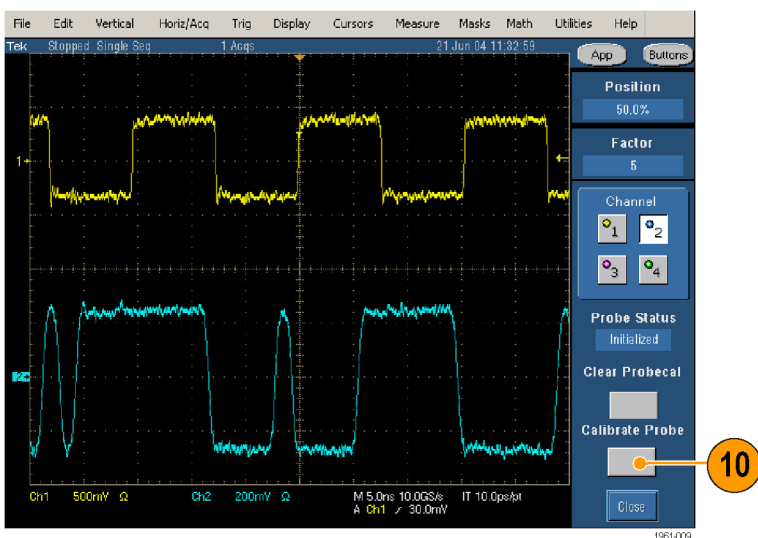 File Edit Vertical Horiz/Acq Trig Display Cursors Measure Masks Math Utilities Help
Tek Stopped Single Seq 1 Acqs 21 Jun 04 11:32:59
App Buttons
Position
50.0%
Factor
5
Channel
1 2
3 4
Probe Status
Initialized
Clear Probecal
Calibrate Probe
10
Close
1
2
Ch1 500mV Ω Ch2 200mV Ω M 5.0ns 10.0GS/s IT 10.0ps/pt
A Ch1 ∕ 30.0mV
1961-009